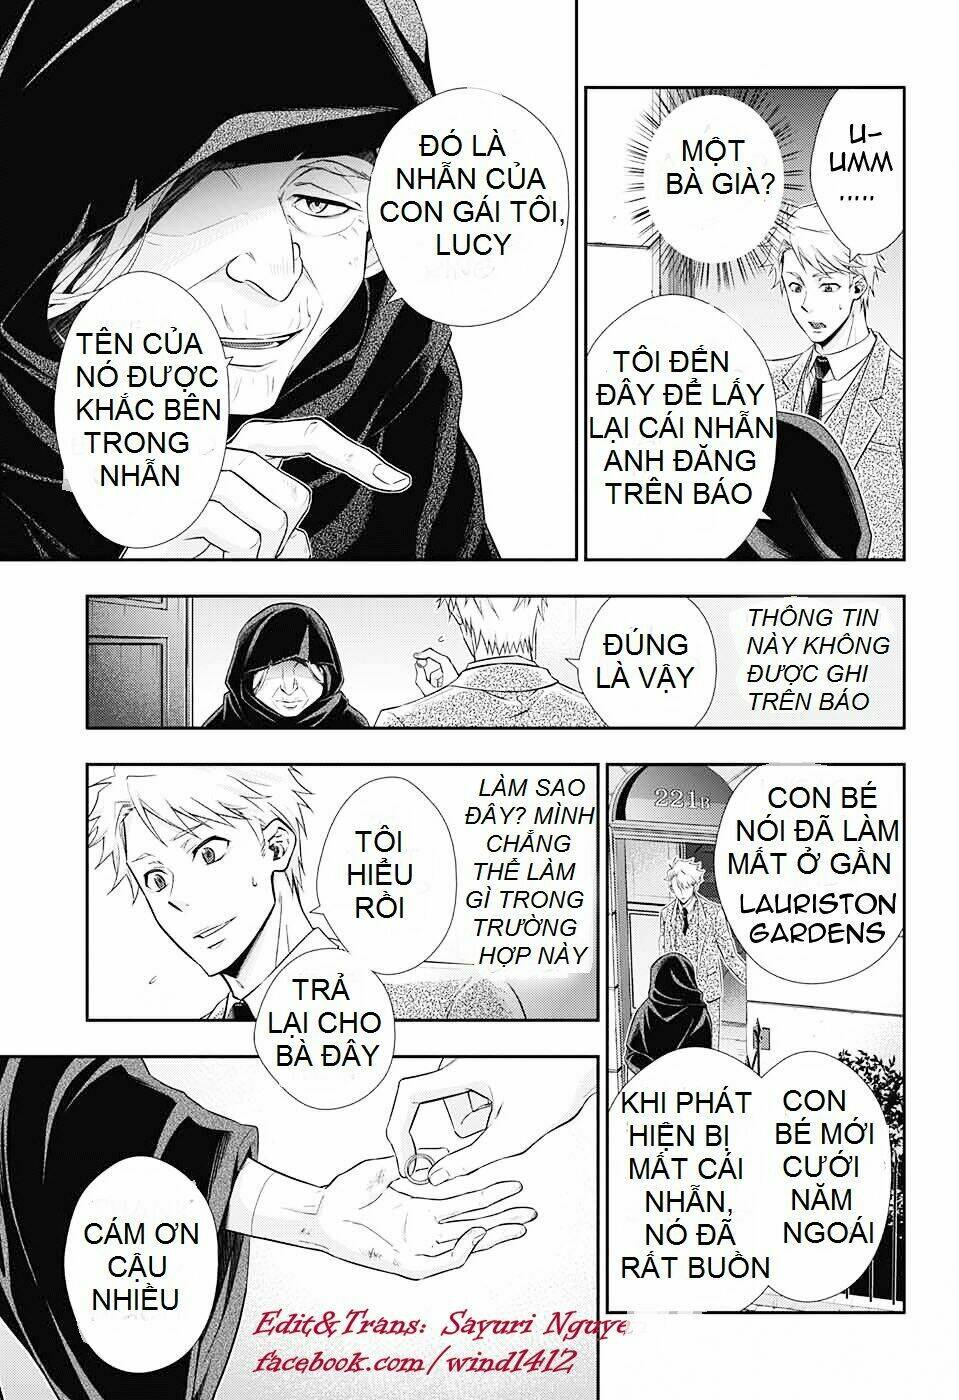 U-
UMM
.....
MỘT
BÀ GIÀ?
TÔI ĐẾN
ĐÂY ĐỂ LẤY
LẠI CÁI NHẪN
ANH ĐĂNG
TRÊN BÁO
ĐÓ LÀ
NHẪN CỦA
CON GÁI TÔI,
LUCY
TÊN CỦA
NÓ ĐƯỢC
KHẮC BÊN
TRONG
NHẪN
THÔNG TIN
NÀY KHÔNG
ĐƯỢC GHI
TRÊN BÁO
ĐÚNG
LÀ VẬY
221B
CON BÉ
NÓI ĐÃ LÀM
MẤT Ở GẦN
LAURISTON
GARDENS
CON
BÉ MỚI
CƯỚI
NĂM
NGOÁI
KHI PHÁT
HIỆN BỊ
MẤT CÁI
NHẪN,
NÓ ĐÃ
RẤT BUỒN
LÀM SAO
ĐÂY? MÌNH
CHẲNG
THỂ LÀM
GÌ TRONG
TRƯỜNG
HỢP NÀY
TÔI
HIỂU
RỒI
TRẢ
LẠI CHO
BÀ ĐÂY
CÁM ƠN
CẬU
NHIỀU
Edit&Trans: Sayuri Nguye
facebook.com/wind1412